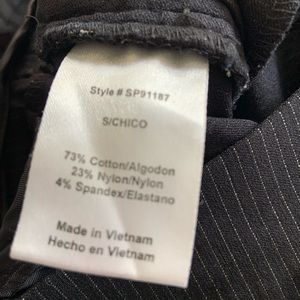 Style # SP91187
S/CHICO
73% Cotton/Algodon
23% Nylon/Nylon
4% Spandex/Elastano
Made in Vietnam
Hecho en Vietnam